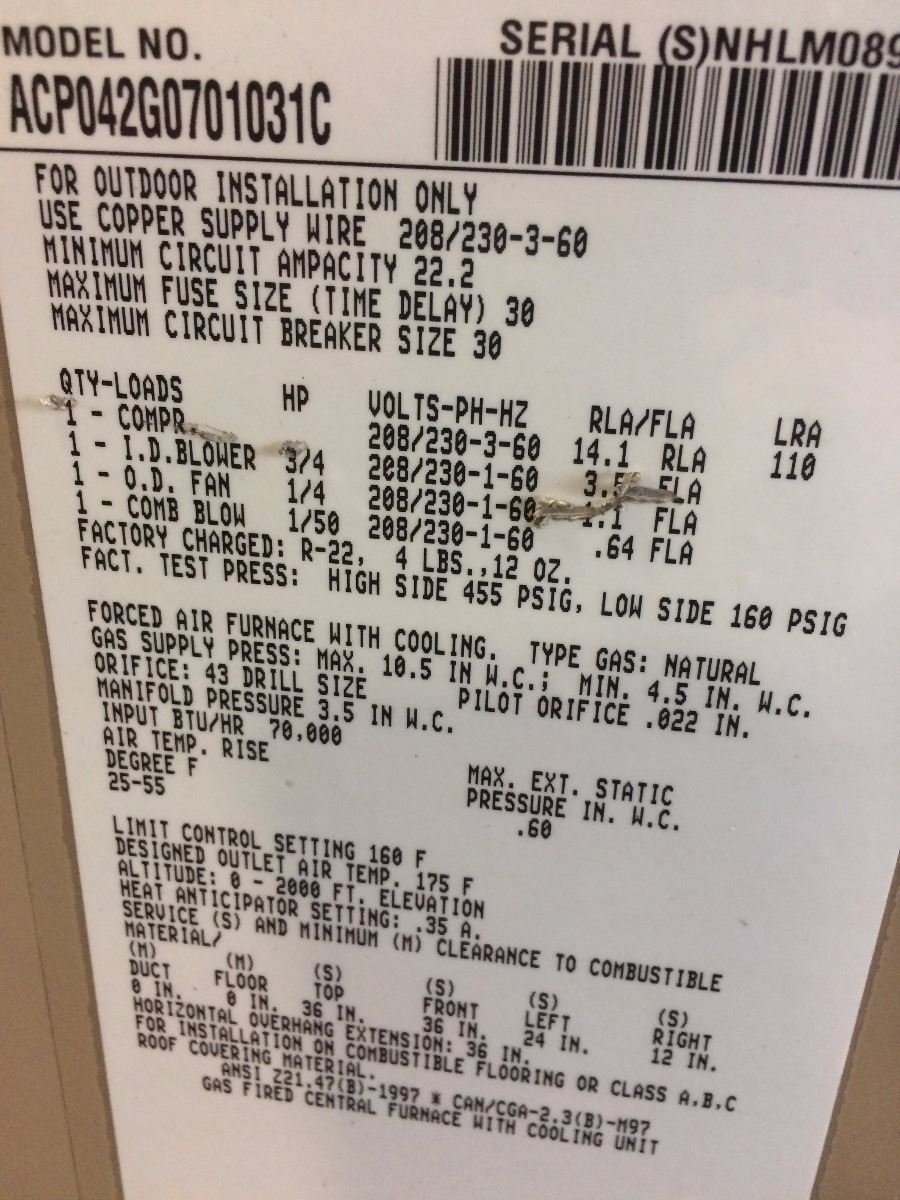 MODEL NO. SERIAL (S)NHLM089
ACP042G0701031C
FOR OUTDOOR INSTALLATION ONLY
USE COPPER SUPPLY WIRE 208/230-3-60
MINIMUM CIRCUIT AMPACITY 22.2
MAXIMUM FUSE SIZE (TIME DELAY) 30
MAXIMUM CIRCUIT BREAKER SIZE 30
QTY-LOADS HP VOLTS-PH-HZ RLA/FLA LRA
1 - COMPR. 208/230-3-60 14.1 RLA 110
1 - I.D.BLOWER 3/4 208/230-1-60 3.5 FLA
1 - O.D. FAN 1/4 208/230-1-60 1.1 FLA
1 - COMB BLOW 1/50 208/230-1-60 .64 FLA
FACTORY CHARGED: R-22, 4 LBS.,12 OZ.
FACT. TEST PRESS: HIGH SIDE 455 PSIG, LOW SIDE 160 PSIG
FORCED AIR FURNACE WITH COOLING. TYPE GAS: NATURAL
GAS SUPPLY PRESS: MAX. 10.5 IN W.C.; MIN. 4.5 IN. W.C.
ORIFICE: 43 DRILL SIZE PILOT ORIFICE .022 IN.
MANIFOLD PRESSURE 3.5 IN W.C.
INPUT BTU/HR 70,000
AIR TEMP. RISE MAX. EXT. STATIC
DEGREE F PRESSURE IN. W.C.
25-55 .60
LIMIT CONTROL SETTING 160 F
DESIGNED OUTLET AIR TEMP. 175 F
ALTITUDE: 0 - 2000 FT. ELEVATION
HEAT ANTICIPATOR SETTING: .35 A.
SERVICE (S) AND MINIMUM (M) CLEARANCE TO COMBUSTIBLE
MATERIAL/
(M) (M) (S) (S) (S) (S)
DUCT FLOOR TOP FRONT LEFT RIGHT
0 IN. 0 IN. 36 IN. 36 IN. 24 IN. 12 IN.
HORIZONTAL OVERHANG EXTENSION: 36 IN.
FOR INSTALLATION ON COMBUSTIBLE FLOORING OR CLASS A,B,C
ROOF COVERING MATERIAL.
ANSI Z21.47(B)-1997 * CAN/CGA-2.3(B)-M97
GAS FIRED CENTRAL FURNACE WITH COOLING UNIT